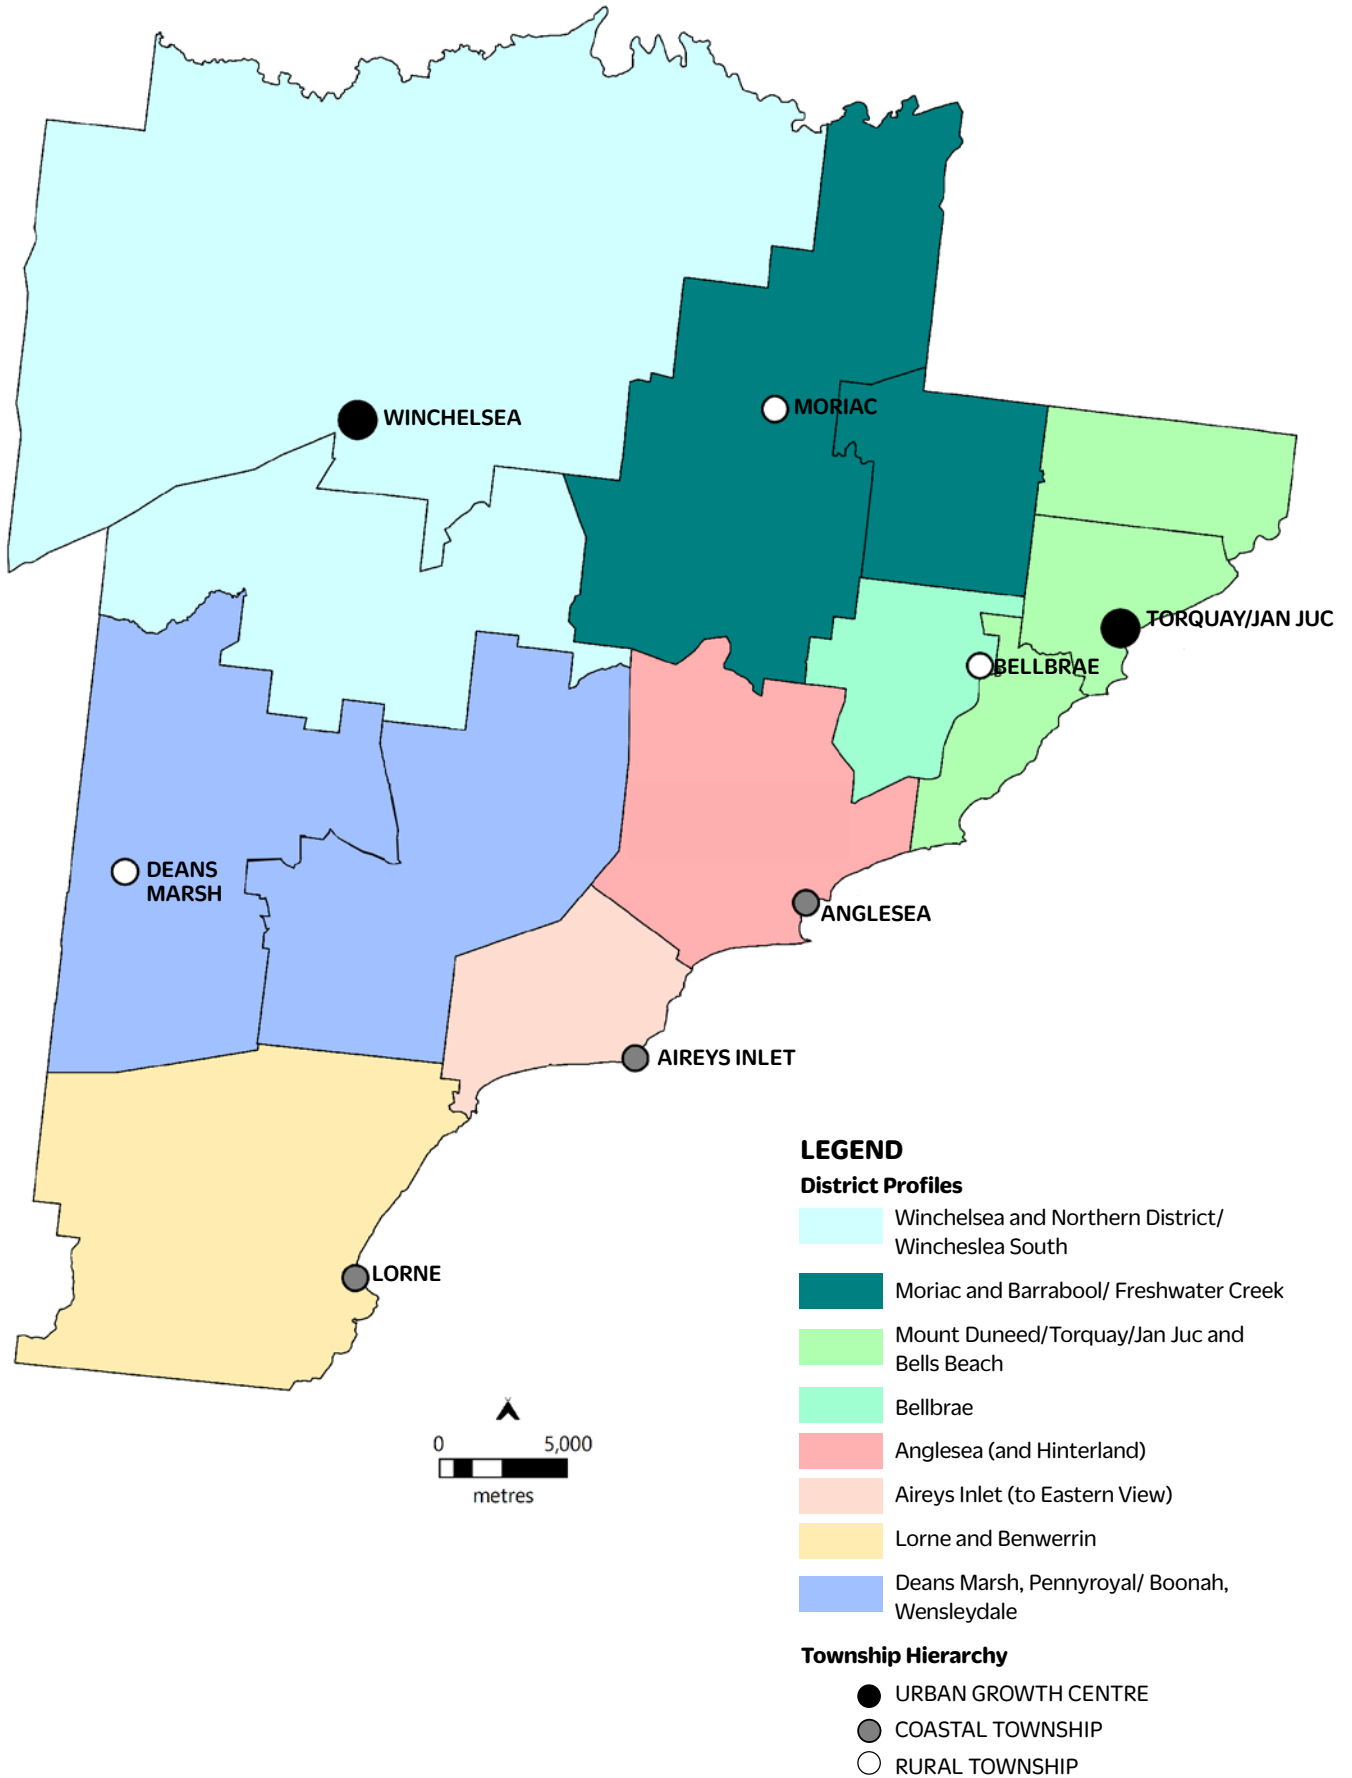 WINCHELSEA
MORIAC
TORQUAY/JAN JUC
BELLBRAE
DEANS
MARSH
ANGLESEA
AIREYS INLET
LORNE
LEGEND
District Profiles
Winchelsea and Northern District/
Wincheslea South
Moriac and Barrabool/ Freshwater Creek
Mount Duneed/Torquay/Jan Juc and
Bells Beach
Bellbrae
Anglesea (and Hinterland)
Aireys Inlet (to Eastern View)
Lorne and Benwerrin
Deans Marsh, Pennyroyal/ Boonah,
Wensleydale
0 5,000
metres
Township Hierarchy
URBAN GROWTH CENTRE
COASTAL TOWNSHIP
RURAL TOWNSHIP